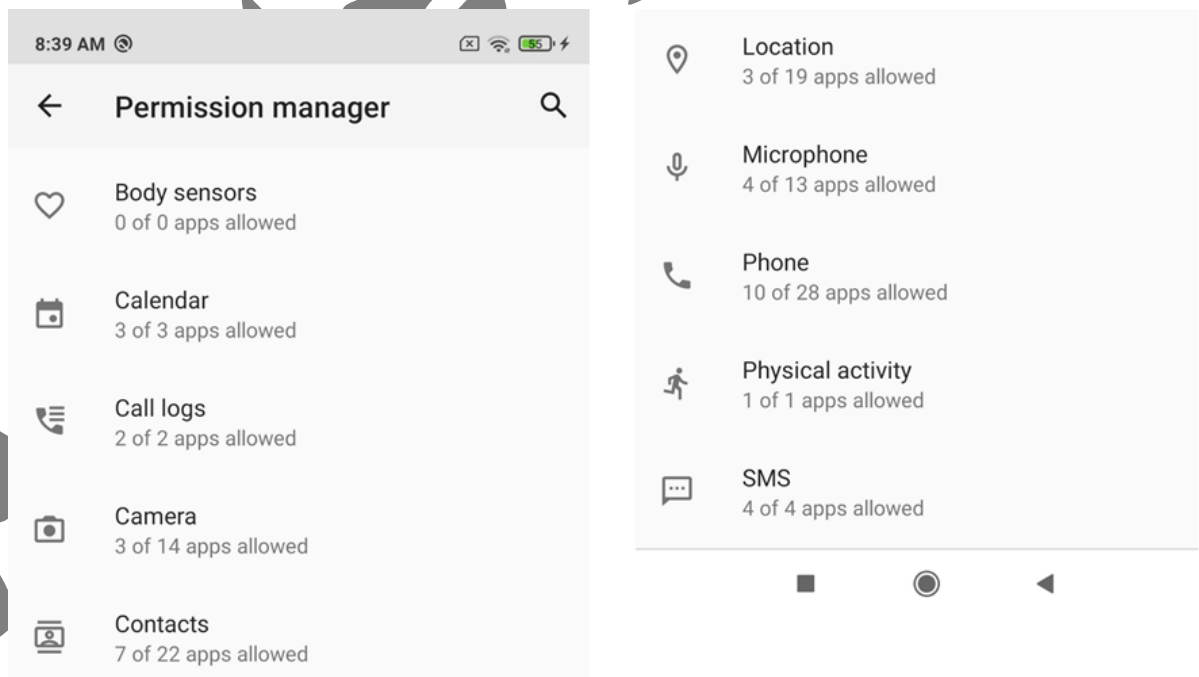 8:39 AM
55
Permission manager
Body sensors
0 of 0 apps allowed
Calendar
3 of 3 apps allowed
Call logs
2 of 2 apps allowed
Camera
3 of 14 apps allowed
Contacts
7 of 22 apps allowed
Location
3 of 19 apps allowed
Microphone
4 of 13 apps allowed
Phone
10 of 28 apps allowed
Physical activity
1 of 1 apps allowed
SMS
4 of 4 apps allowed